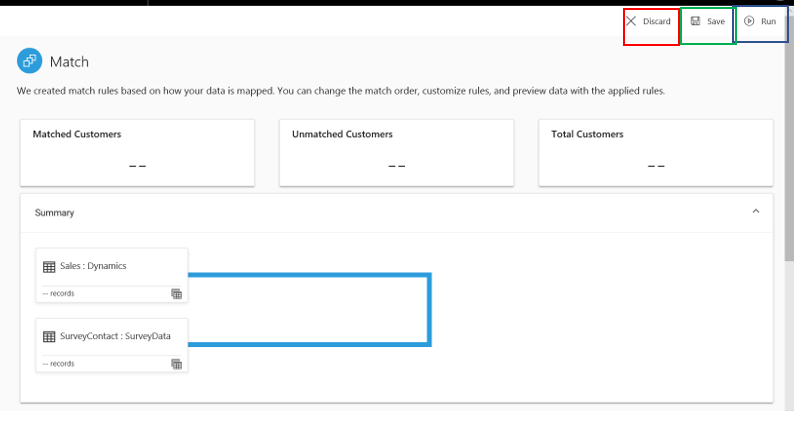 Discard Save Run
Match
We created match rules based on how your data is mapped. You can change the match order, customize rules, and preview data with the applied rules.
Matched Customers Unmatched Customers Total Customers
-- -- --
Summary
Sales : Dynamics
-- records
SurveyContact : SurveyData
-- records